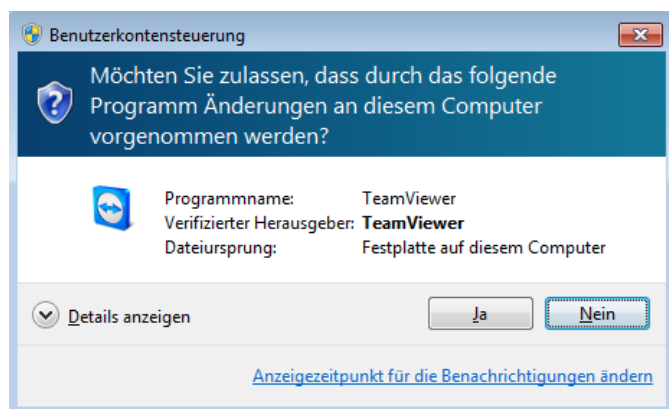 Benutzerkontensteuerung
Möchten Sie zulassen, dass durch das folgende
Programm Änderungen an diesem Computer
vorgenommen werden?
Programmname: TeamViewer
Verifizierter Herausgeber: TeamViewer
Dateiursprung: Festplatte auf diesem Computer
Details anzeigen Ja Nein
Anzeigezeitpunkt für die Benachrichtigungen ändern